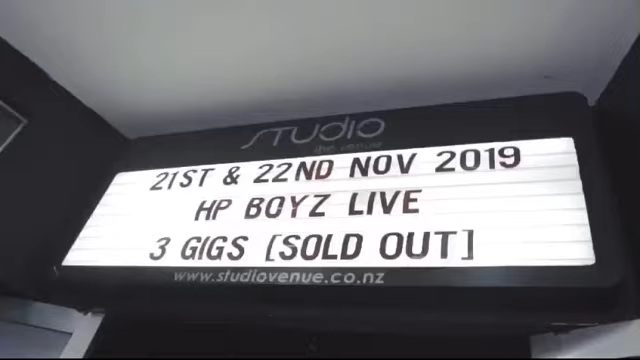 STUDIO
the venue
21ST & 22ND NOV 2019
HP BOYZ LIVE
3 GIGS [SOLD OUT]
www.studiovenue.co.nz